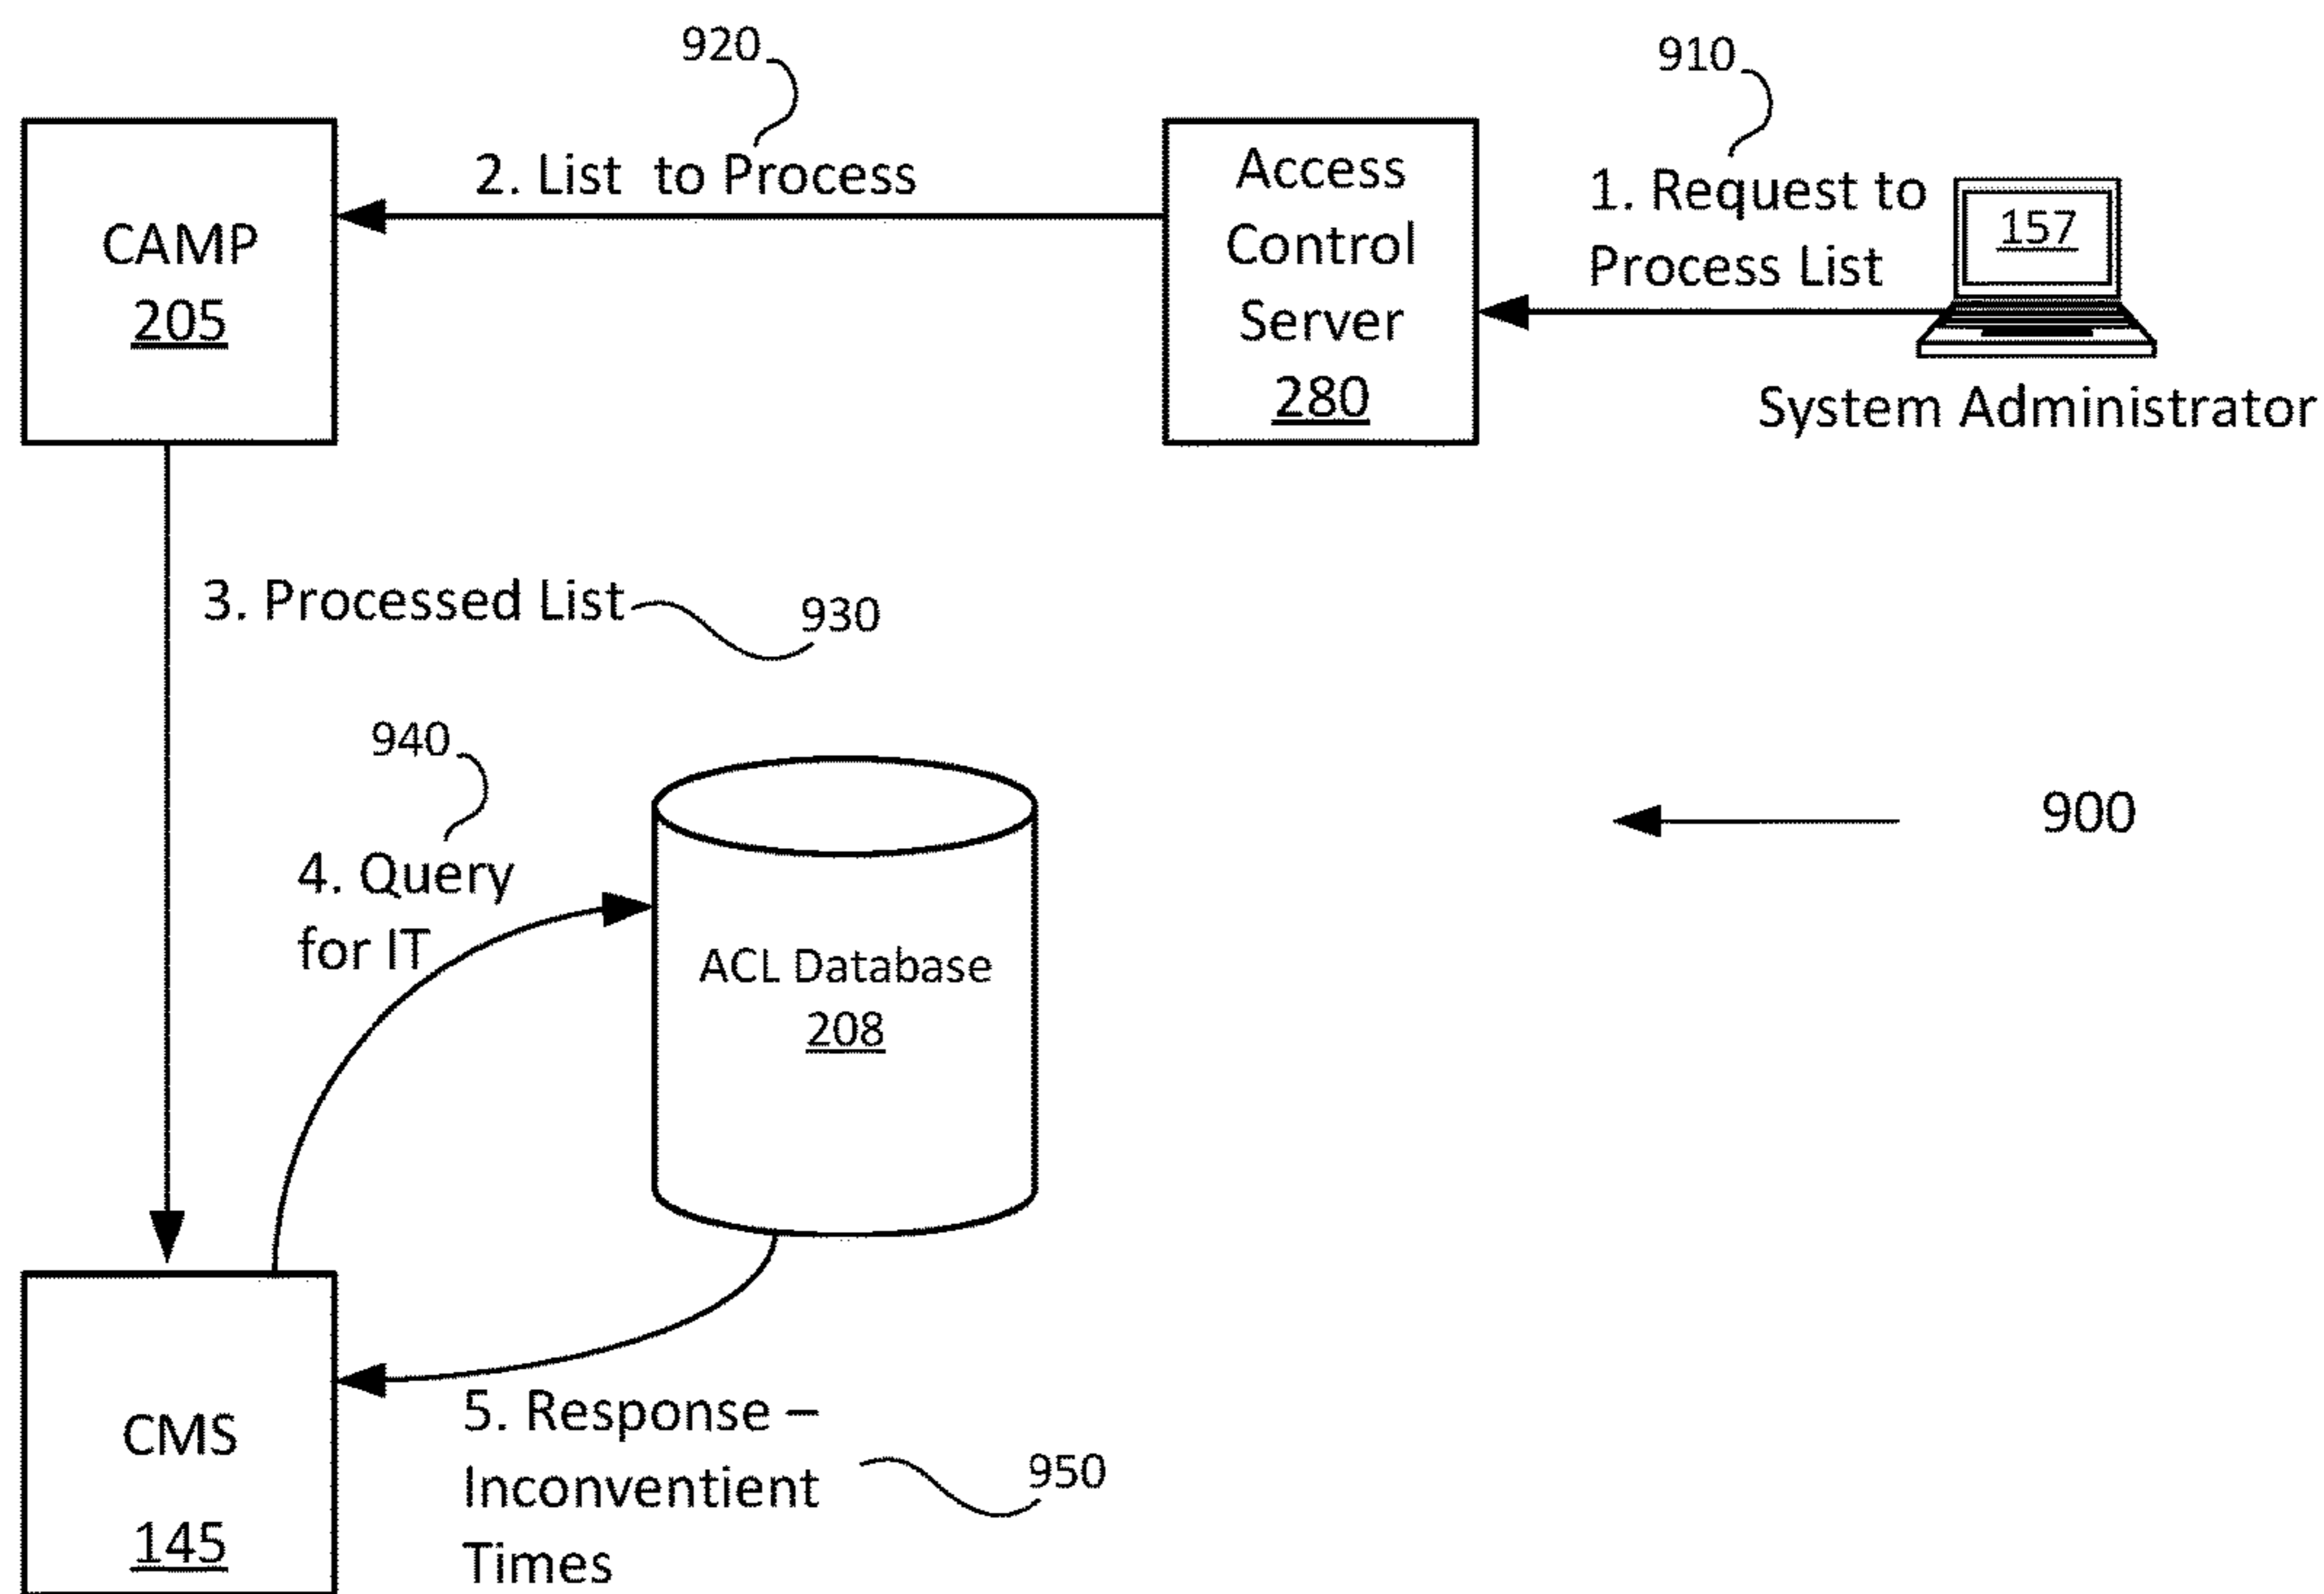 920
910
CAMP
205
2. List to Process
Access
Control
Server
280
1. Request to
Process List
157
System Administrator
3. Processed List
930
940
4. Query
for IT
ACL Database
208
900
CMS
145
5. Response –
Inconventient
Times
950